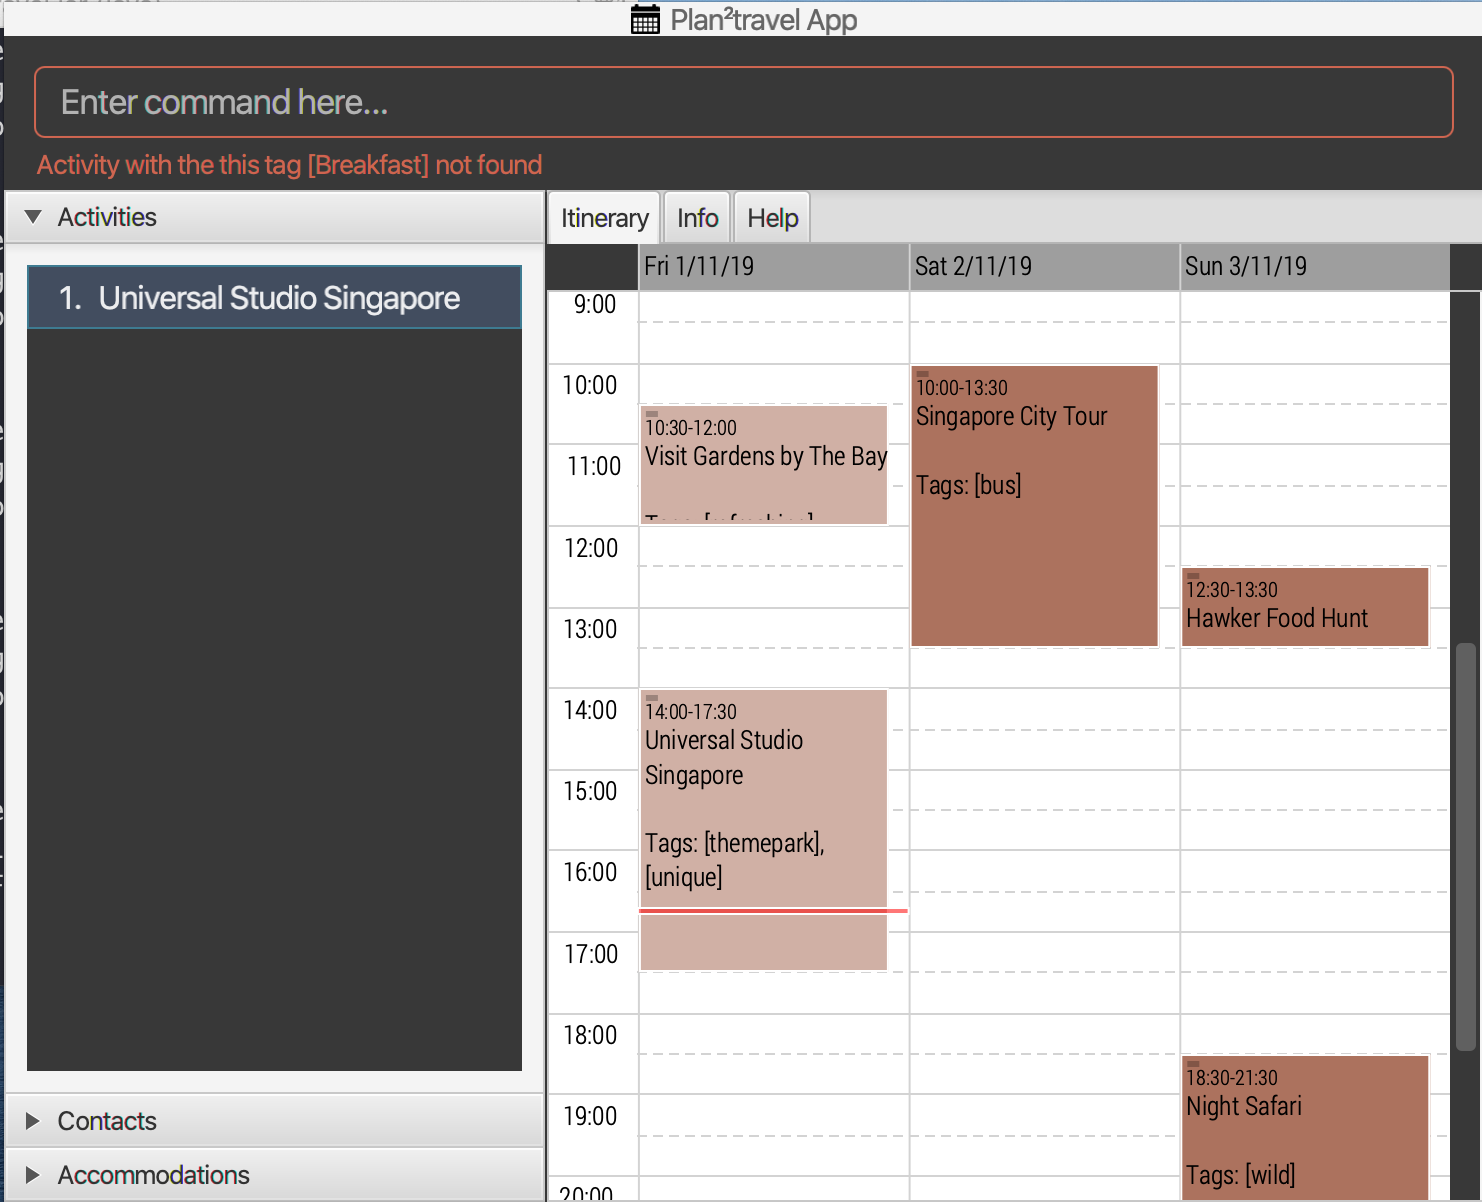 Plan²travel App
Enter command here...
Activity with the this tag [Breakfast] not found
Activities
1. Universal Studio Singapore
Contacts
Accommodations
Itinerary
Info
Help
Fri 1/11/19
Sat 2/11/19
Sun 3/11/19
9:00
10:00
11:00
12:00
13:00
14:00
15:00
16:00
17:00
18:00
19:00
20:00
10:30-12:00
Visit Gardens by The Bay
14:00-17:30
Universal Studio
Singapore
Tags: [themepark],
[unique]
10:00-13:30
Singapore City Tour
Tags: [bus]
12:30-13:30
Hawker Food Hunt
18:30-21:30
Night Safari
Tags: [wild]